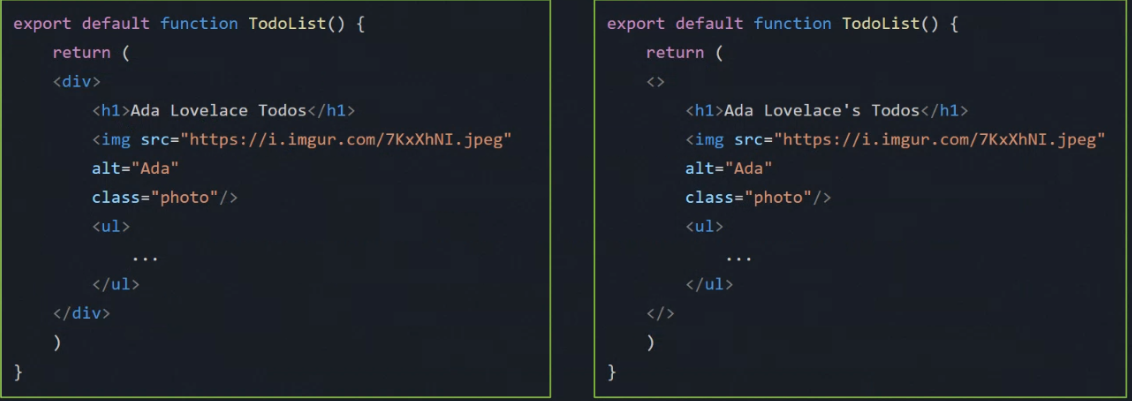 export default function TodoList() {
    return (
    <div>
        <h1>Ada Lovelace Todos</h1>
        <img src="https://i.imgur.com/7KxXhNI.jpeg"
        alt="Ada"
        class="photo"/>
        <ul>
            ...
        </ul>
    </div>
    )
}
export default function TodoList() {
    return (
    <>
        <h1>Ada Lovelace's Todos</h1>
        <img src="https://i.imgur.com/7KxXhNI.jpeg"
        alt="Ada"
        class="photo"/>
        <ul>
            ...
        </ul>
    </>
    )
}